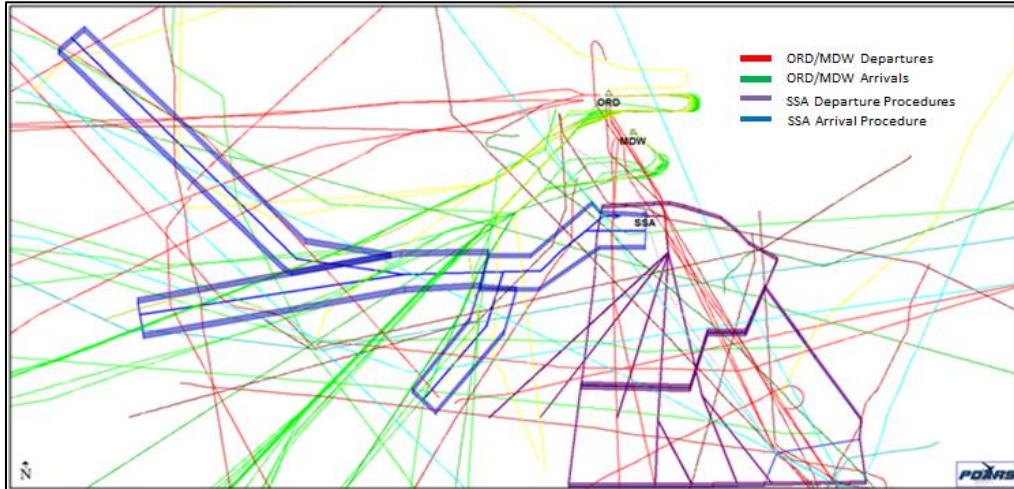 ORD/MDW Departures
ORD/MDW Arrivals
SSA Departure Procedures
SSA Arrival Procedure
ORD
MDW
SSA
N
PDARS